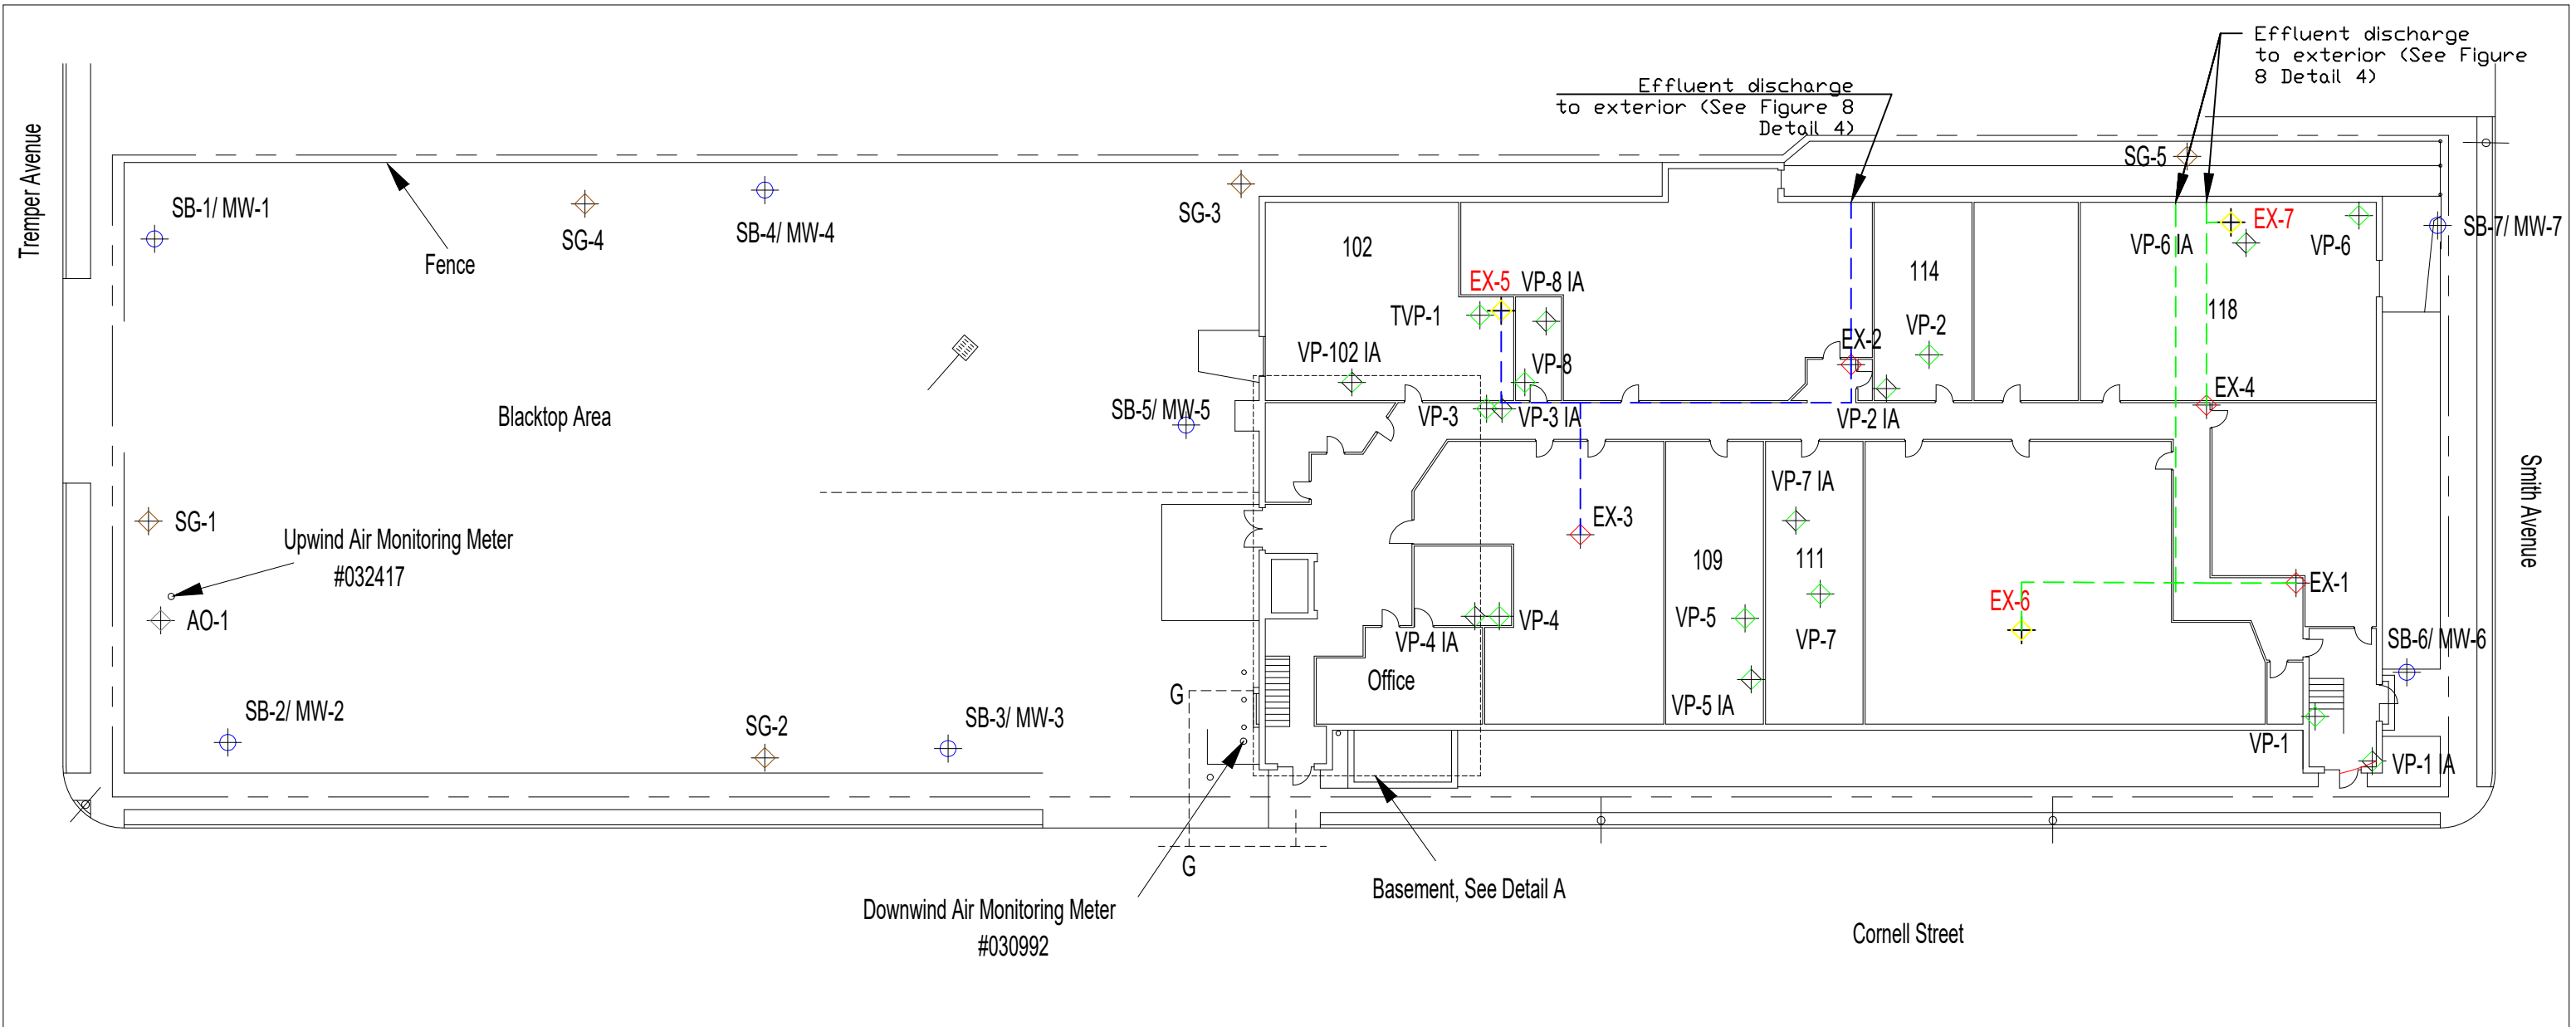 Effluent discharge
to exterior (See Figure
8 Detail 4)
Effluent discharge
to exterior (See Figure 8
Detail 4)
Tremper Avenue
SB-1/ MW-1
SG-4
SB-4/ MW-4
SG-3
Fence
SG-5
102
EX-5
VP-8 IA
TVP-1
VP-102 IA
VP-8
EX-2
114
VP-2
VP-6 IA
EX-7
VP-6
SB-7/ MW-7
118
EX-4
Blacktop Area
SB-5/ MW-5
VP-3
VP-3 IA
VP-2 IA
Smith Avenue
SG-1
Upwind Air Monitoring Meter
#032417
AO-1
EX-3
VP-7 IA
109
111
VP-5
VP-7
EX-6
EX-1
VP-4
VP-4 IA
Office
VP-5 IA
SB-6/ MW-6
SB-2/ MW-2
SG-2
SB-3/ MW-3
G
VP-1
VP-1 IA
G
Basement, See Detail A
Downwind Air Monitoring Meter
#030992
Cornell Street